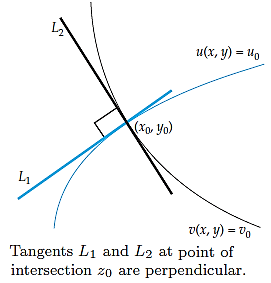 L₂
u(x, y) = u₀
(x₀, y₀)
L₁
v(x, y) = v₀
Tangents L₁ and L₂ at point of
intersection z₀ are perpendicular.